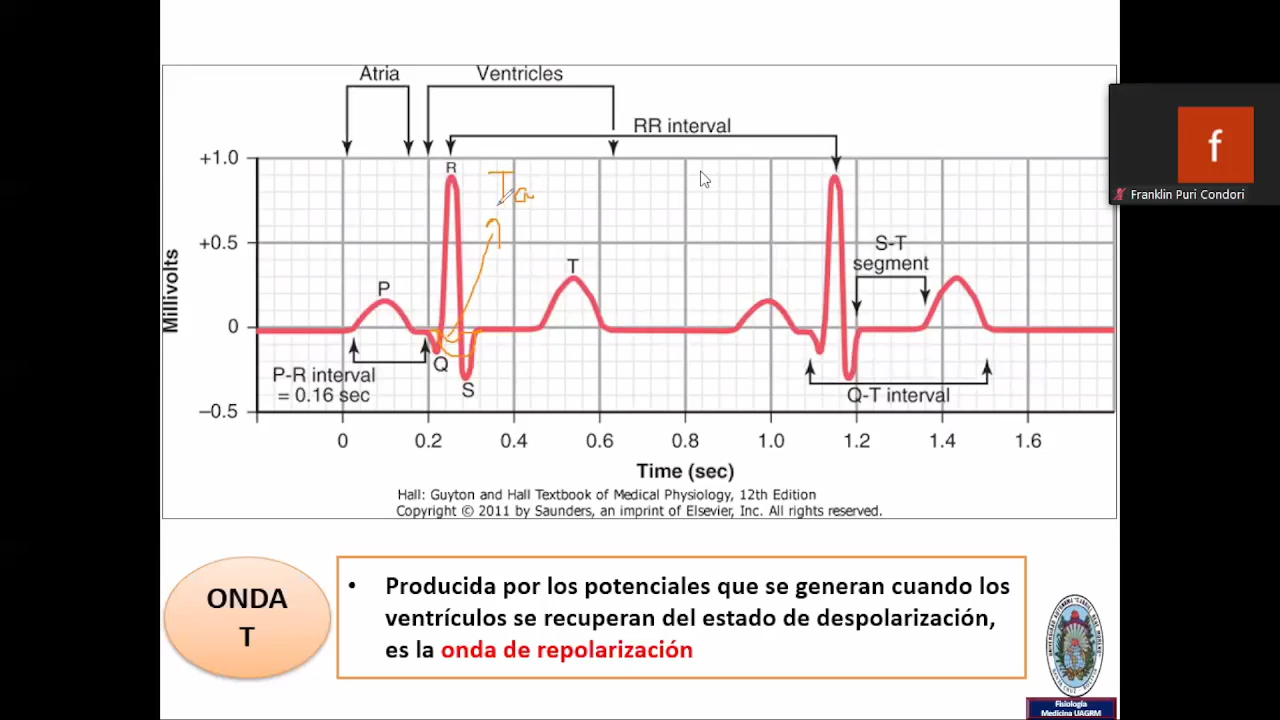 Atria
Ventricles
RR interval
+1.0
R
Ta
f
Franklin Puri Condori
+0.5
S-T
segment
T
P
Millivolts
0
Q
P-R interval
= 0.16 sec
S
Q-T interval
–0.5
0 0.2 0.4 0.6 0.8 1.0 1.2 1.4 1.6
Time (sec)
Hall: Guyton and Hall Textbook of Medical Physiology, 12th Edition
Copyright © 2011 by Saunders, an imprint of Elsevier, Inc. All rights reserved.
ONDA
T
• Producida por los potenciales que se generan cuando los
ventrículos se recuperan del estado de despolarización,
es la onda de repolarización
Fisiología
Medicina UAGRM